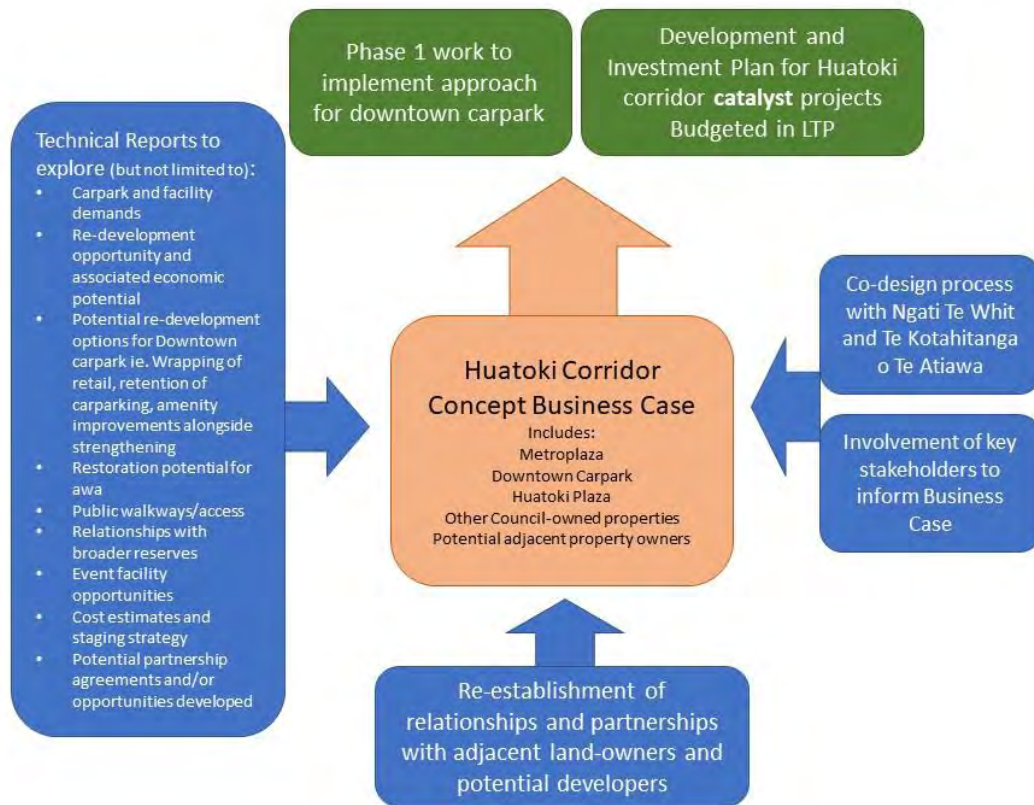 Phase 1 work to
implement approach
for downtown carpark
Development and
Investment Plan for Huatoki
corridor catalyst projects
Budgeted in LTP
Technical Reports to
explore (but not limited to):
• Carpark and facility
demands
• Re-development
opportunity and
associated economic
potential
• Potential re-development
options for Downtown
carpark ie. Wrapping of
retail, retention of
carparking, amenity
improvements alongside
strengthening
• Restoration potential for
awa
• Public walkways/access
• Relationships with
broader reserves
• Event facility
opportunities
• Cost estimates and
staging strategy
• Potential partnership
agreements and/or
opportunities developed
Huatoki Corridor
Concept Business Case
Includes:
Metroplaza
Downtown Carpark
Huatoki Plaza
Other Council-owned properties
Potential adjacent property owners
Co-design process
with Ngati Te Whit
and Te Kotahitanga
o Te Atiawa
Involvement of key
stakeholders to
inform Business
Case
Re-establishment of
relationships and partnerships
with adjacent land-owners and
potential developers